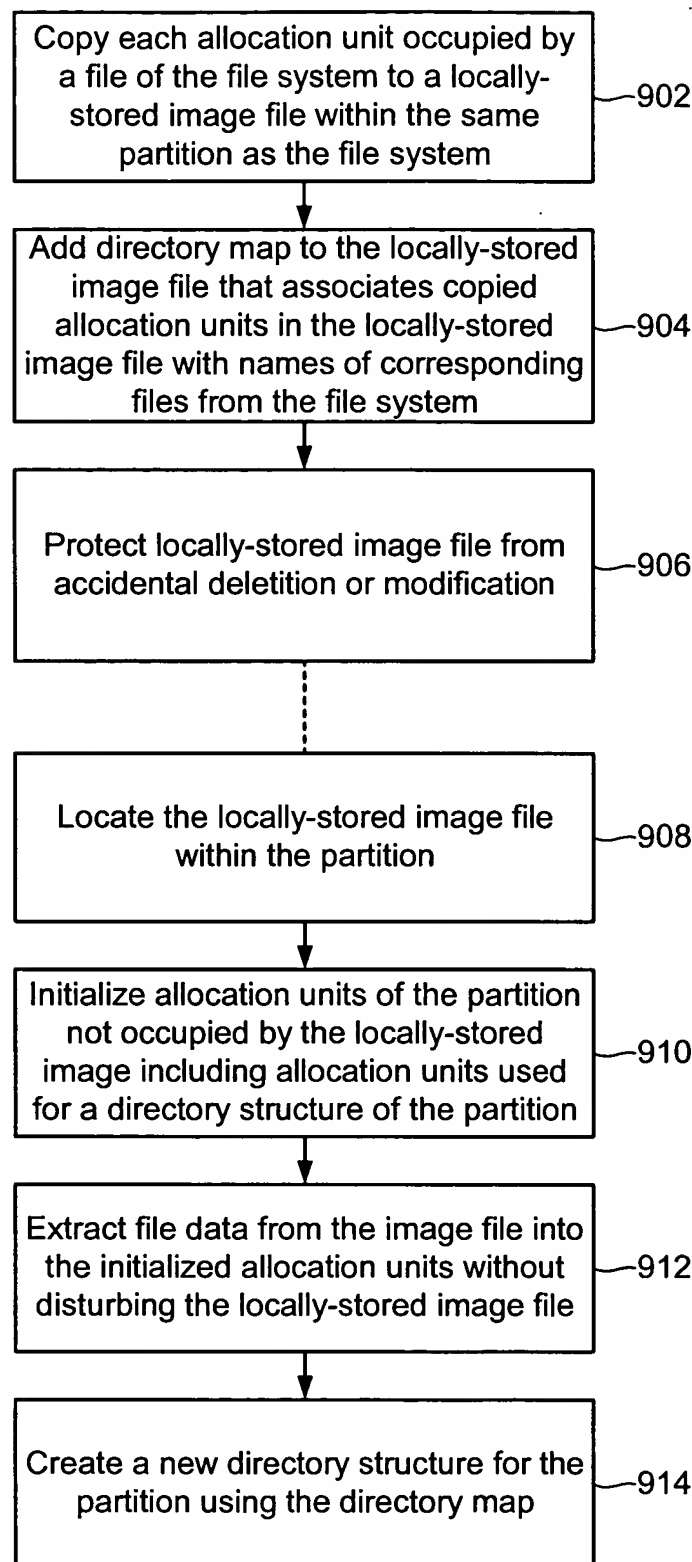 Copy each allocation unit occupied by
a file of the file system to a locally-
stored image file within the same
partition as the file system
902
Add directory map to the locally-stored
image file that associates copied
allocation units in the locally-stored
image file with names of corresponding
files from the file system
904
Protect locally-stored image file from
accidental deletition or modification
906
Locate the locally-stored image file
within the partition
908
Initialize allocation units of the partition
not occupied by the locally-stored
image including allocation units used
for a directory structure of the partition
910
Extract file data from the image file into
the initialized allocation units without
disturbing the locally-stored image file
912
Create a new directory structure for the
partition using the directory map
914